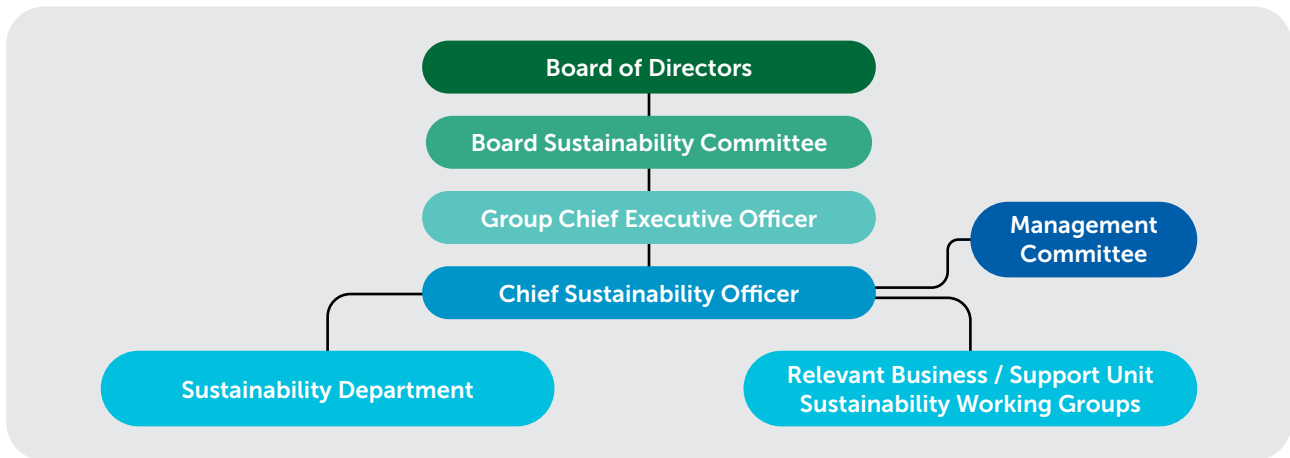 Board of Directors
Board Sustainability Committee
Group Chief Executive Officer
Management
Committee
Chief Sustainability Officer
Sustainability Department
Relevant Business / Support Unit
Sustainability Working Groups